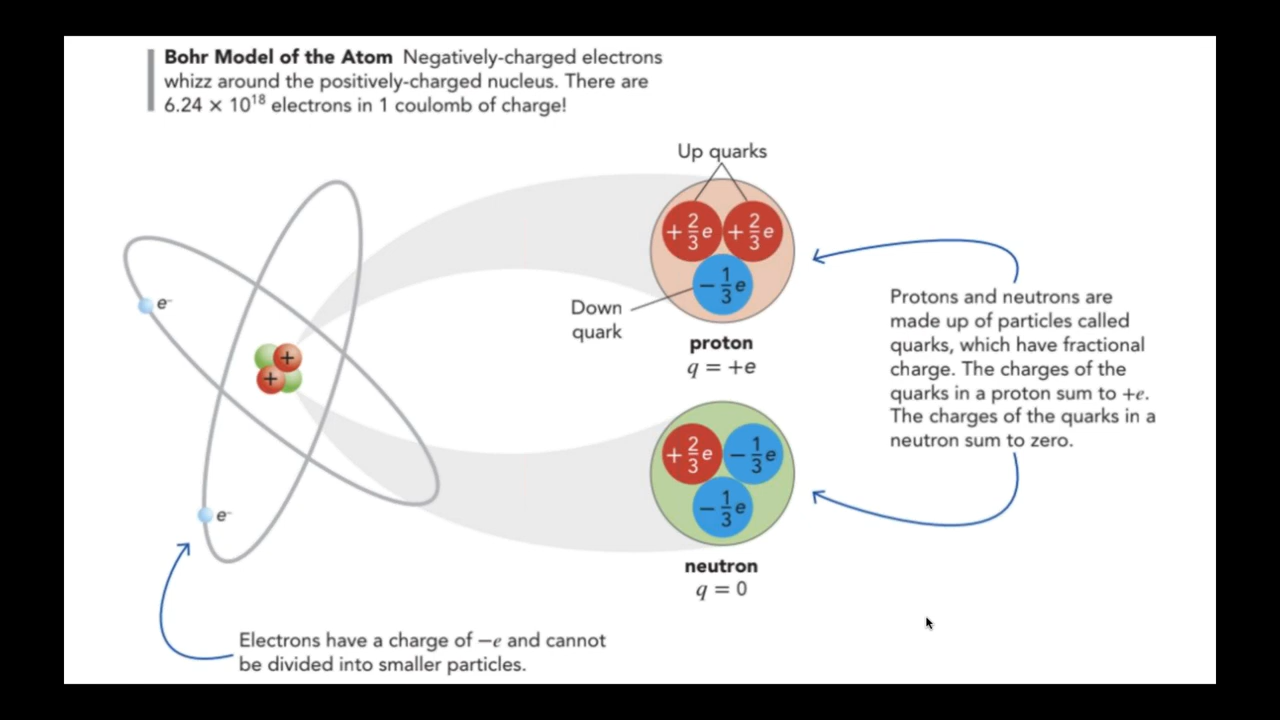 Bohr Model of the Atom Negatively-charged electrons
whizz around the positively-charged nucleus. There are
6.24 × 10¹⁸ electrons in 1 coulomb of charge!
Up quarks
+2/3e +2/3e
−1/3e
Down
quark
proton
q = +e
e⁻
+
+
e⁻
Protons and neutrons are
made up of particles called
quarks, which have fractional
charge. The charges of the
quarks in a proton sum to +e.
The charges of the quarks in a
neutron sum to zero.
+2/3e −1/3e
−1/3e
neutron
q = 0
Electrons have a charge of −e and cannot
be divided into smaller particles.